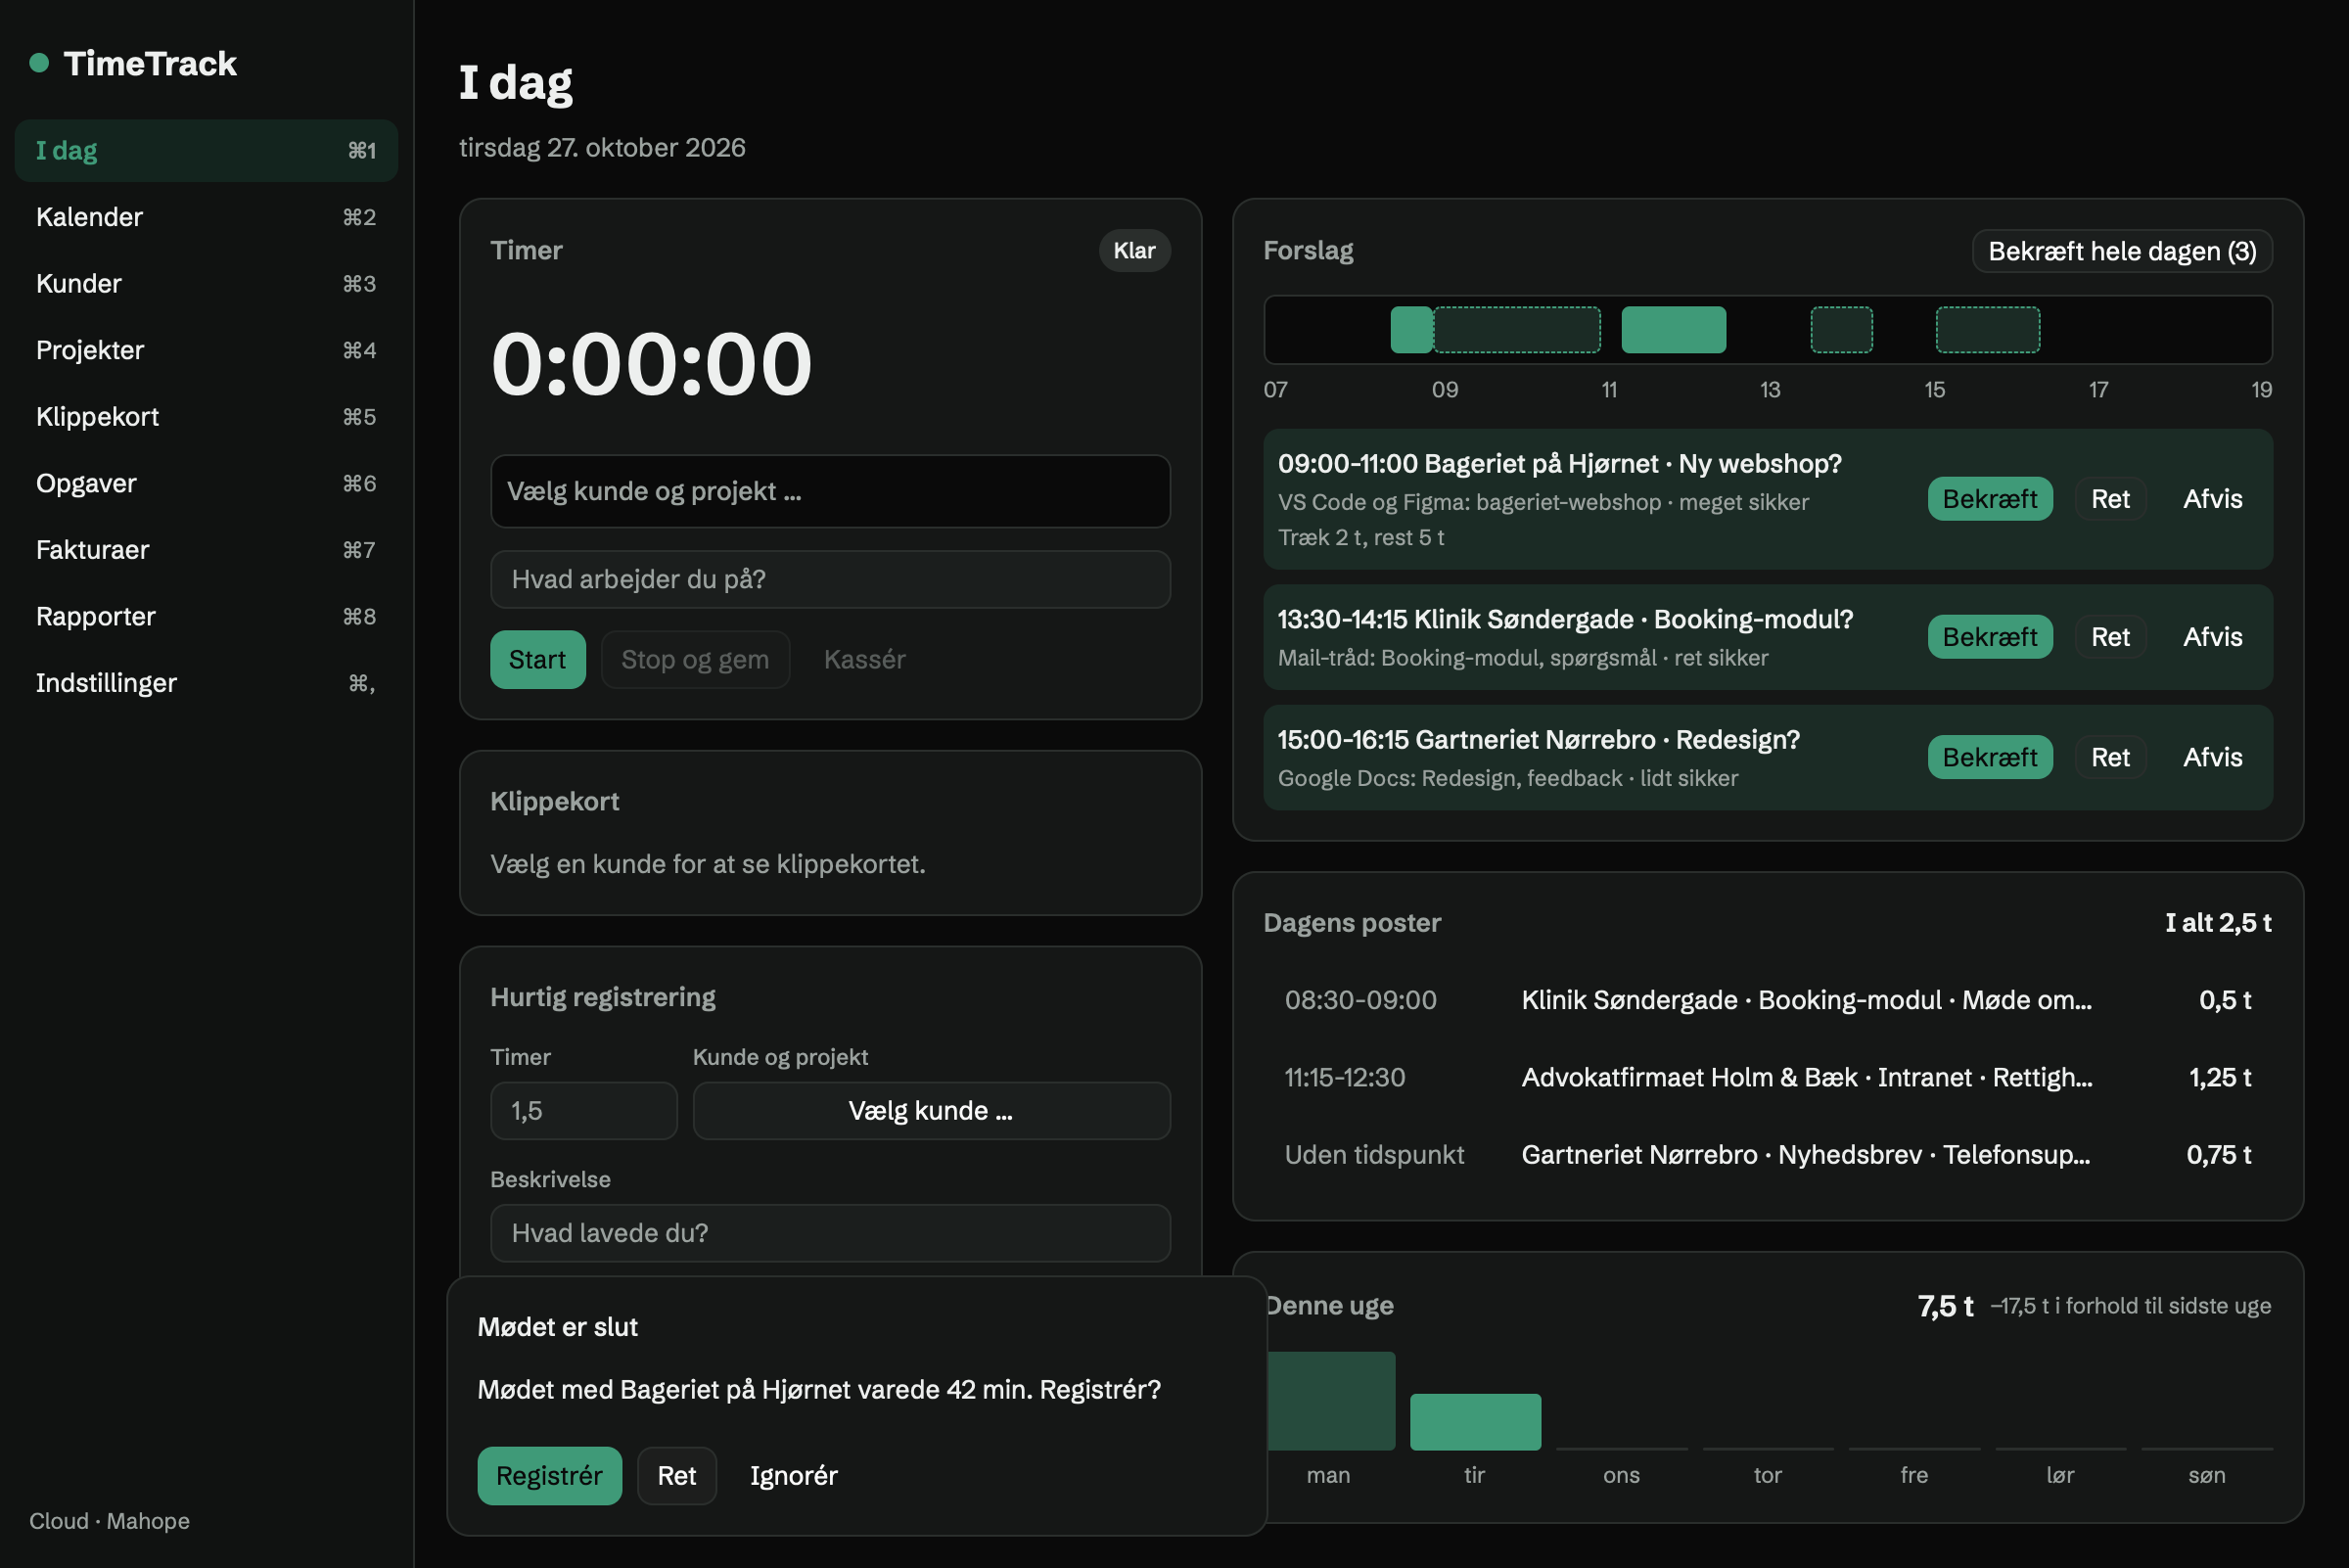 TimeTrack
I dag ⌘1
Kalender ⌘2
Kunder ⌘3
Projekter ⌘4
Klippekort ⌘5
Opgaver ⌘6
Fakturaer ⌘7
Rapporter ⌘8
Indstillinger ⌘,
Cloud · Mahope
I dag
tirsdag 27. oktober 2026
Timer Klar
0:00:00
Vælg kunde og projekt ...
Hvad arbejder du på?
Start Stop og gem Kassér
Klippekort
Vælg en kunde for at se klippekortet.
Hurtig registrering
Timer Kunde og projekt
1,5 Vælg kunde ...
Beskrivelse
Hvad lavede du?
Mødet er slut
Mødet med Bageriet på Hjørnet varede 42 min. Registrér?
Registrér Ret Ignorér
Forslag Bekræft hele dagen (3)
07 09 11 13 15 17 19
09:00-11:00 Bageriet på Hjørnet · Ny webshop?
VS Code og Figma: bageriet-webshop · meget sikker
Træk 2 t, rest 5 t
Bekræft Ret Afvis
13:30-14:15 Klinik Søndergade · Booking-modul?
Mail-tråd: Booking-modul, spørgsmål · ret sikker
Bekræft Ret Afvis
15:00-16:15 Gartneriet Nørrebro · Redesign?
Google Docs: Redesign, feedback · lidt sikker
Bekræft Ret Afvis
Dagens poster I alt 2,5 t
08:30-09:00 Klinik Søndergade · Booking-modul · Møde om... 0,5 t
11:15-12:30 Advokatfirmaet Holm & Bæk · Intranet · Rettigh... 1,25 t
Uden tidspunkt Gartneriet Nørrebro · Nyhedsbrev · Telefonsup... 0,75 t
Denne uge 7,5 t −17,5 t i forhold til sidste uge
man tir ons tor fre lør søn